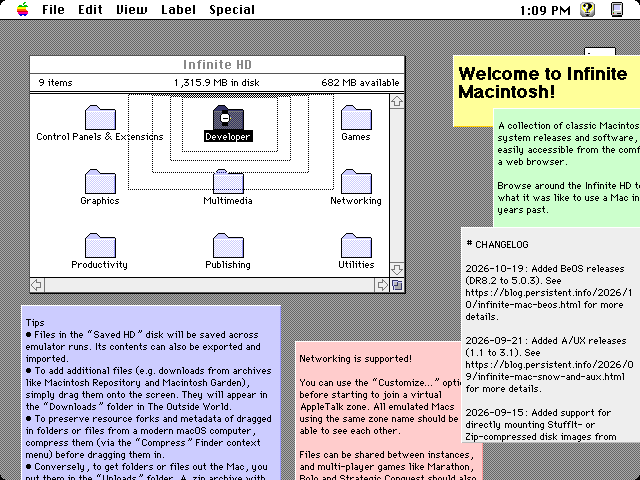 File Edit View Label Special 1:09 PM
Infinite HD
9 items 1,315.9 MB in disk 682 MB available
Control Panels & Extensions Developer Games
Graphics Multimedia Networking
Productivity Publishing Utilities
Welcome to Infinite
Macintosh!
A collection of classic Macintos
system releases and software,
easily accessible from the comf
a web browser.
Browse around the Infinite HD t
what it was like to use a Mac in
years past.
# CHANGELOG
2026-10-19: Added BeOS releases
(DR8.2 to 5.0.3). See
https://blog.persistent.info/2026/1
0/infinite-mac-beos.html for more
details.
2026-09-21: Added A/UX releases
(1.1 to 3.1). See
https://blog.persistent.info/2026/0
9/infinite-mac-snow-and-aux.html
for more details.
2026-09-15: Added support for
directly mounting StuffIt- or
Zip-compressed disk images from
Tips
● Files in the “Saved HD” disk will be saved across
emulator runs. Its contents can also be exported and
imported.
● To add additional files (e.g. downloads from archives
like Macintosh Repository and Macintosh Garden),
simply drag them onto the screen. They will appear in
the “Downloads” folder in The Outside World.
● To preserve resource forks and metadata of dragged
in folders or files from a modern macOS computer,
compress them (via the “Compress” Finder context
menu) before dragging them in.
● Conversely, to get folders or files out the Mac, you
put them in the “Uploads” folder. A .zip archive with
Networking is supported!
You can use the “Customize...” opti
before starting to join a virtual
AppleTalk zone. All emulated Macs
using the same zone name should be
able to see each other.
Files can be shared between instances,
and multi-player games like Marathon,
Bolo and Strategic Conquest should also